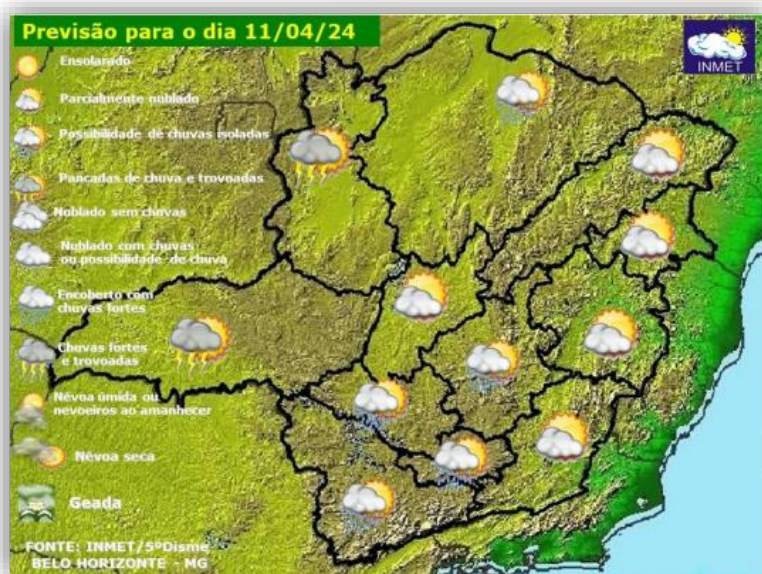 Previsão para o dia 11/04/24
INMET
Ensolarado
Parcialmente nublado
Possibilidade de chuvas isoladas
Pancadas de chuva e trovoadas
Nublado sem chuvas
Nublado com chuvas
ou possibilidade de chuva
Encoberto com
chuvas fortes
Chuvas fortes
e trovoadas
Névoa úmida ou
nevoeiros ao amanhecer
Névoa seca
Geada
FONTE: INMET/5ºDisme
BELO HORIZONTE - MG